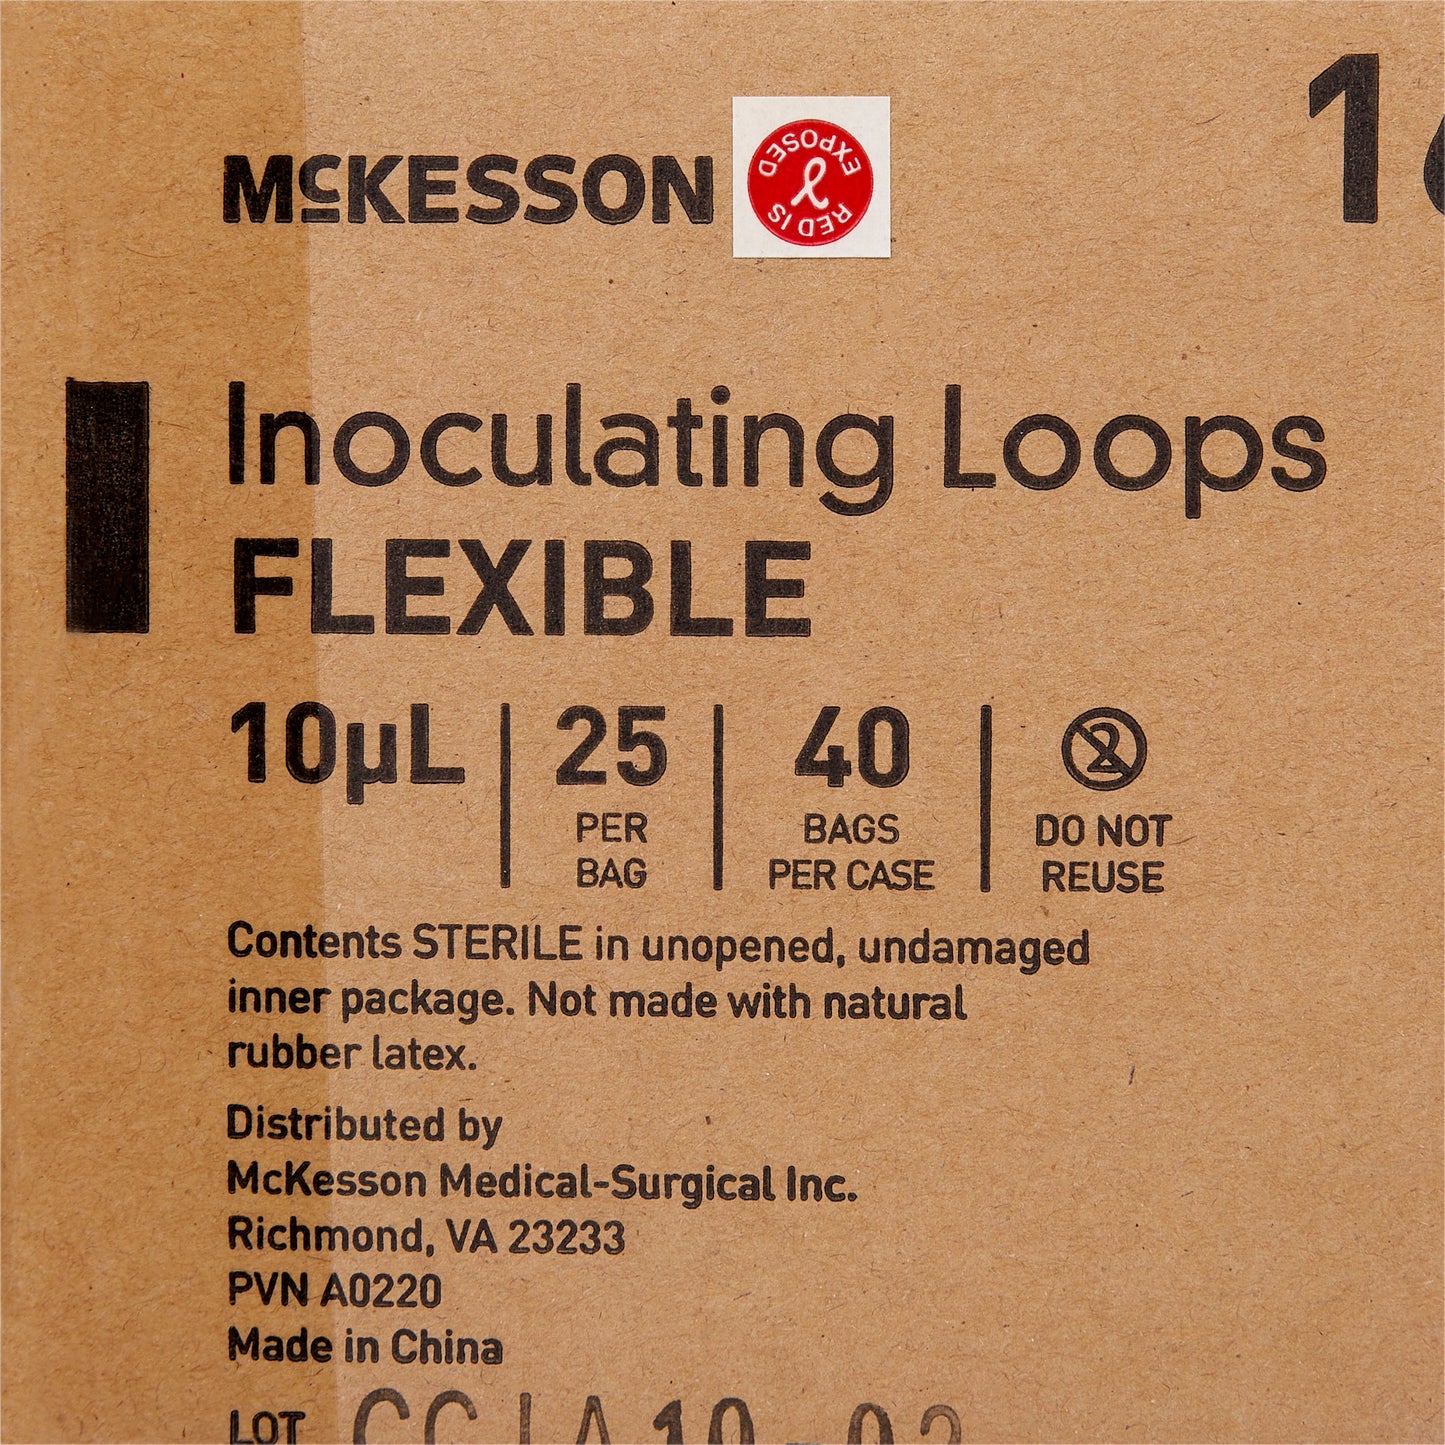 McKESSON
RED IS EXPOSED
Inoculating Loops
FLEXIBLE
10µL
25
PER
BAG
40
BAGS
PER CASE
2
DO NOT
REUSE
Contents STERILE in unopened, undamaged
inner package. Not made with natural
rubber latex.
Distributed by
McKesson Medical-Surgical Inc.
Richmond, VA 23233
PVN A0220
Made in China
LOT